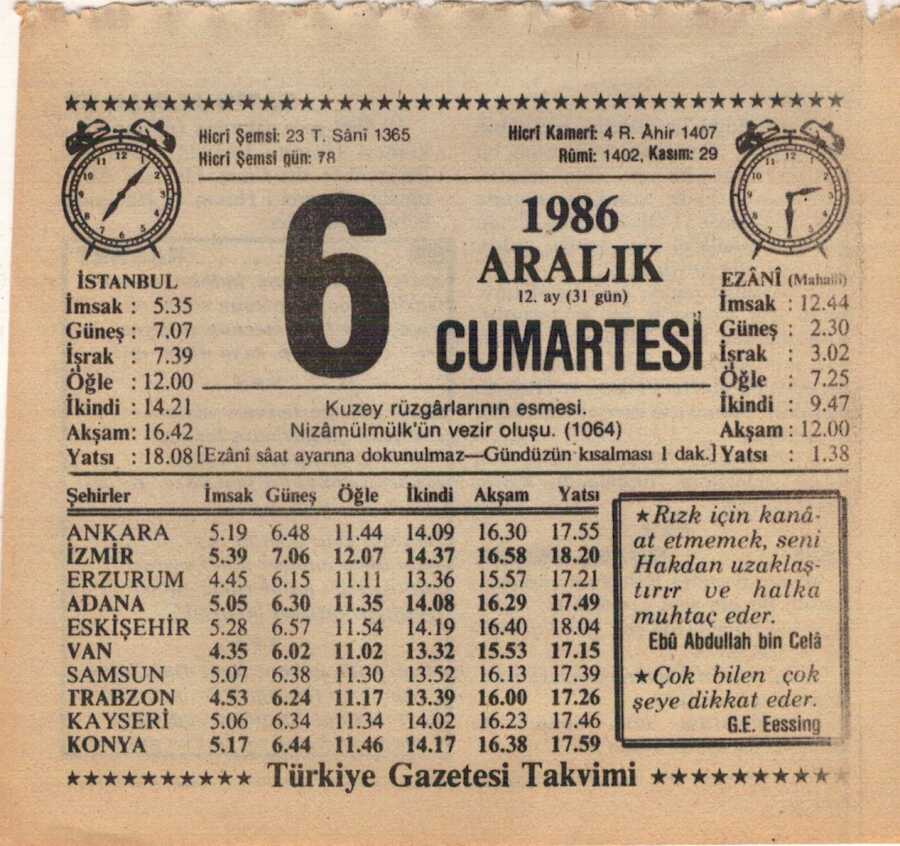 Hicrî Şemsi: 23 T. Sânî 1365
Hicrî Şemsî gün: 78
Hicrî Kamerî: 4 R. Âhir 1407
Rûmi: 1402, Kasım: 29
6
1986
ARALIK
12. ay (31 gün)
CUMARTESİ
İSTANBUL
İmsak : 5.35
Güneş : 7.07
İşrak : 7.39
Öğle : 12.00
İkindi : 14.21
Akşam: 16.42
Yatsı : 18.08
EZÂNÎ (Mahalli)
İmsak : 12.44
Güneş : 2.30
İşrak : 3.02
Öğle : 7.25
İkindi : 9.47
Akşam : 12.00
Yatsı : 1.38
Kuzey rüzgârlarının esmesi.
Nizâmülmülk'ün vezir oluşu. (1064)
[Ezânî sâat ayarına dokunulmaz—Gündüzün kısalması 1 dak.]
Şehirler İmsak Güneş Öğle İkindi Akşam Yatsı
ANKARA 5.19 6.48 11.44 14.09 16.30 17.55
İZMİR 5.39 7.06 12.07 14.37 16.58 18.20
ERZURUM 4.45 6.15 11.11 13.36 15.57 17.21
ADANA 5.05 6.30 11.35 14.08 16.29 17.49
ESKİŞEHİR 5.28 6.57 11.54 14.19 16.40 18.04
VAN 4.35 6.02 11.02 13.32 15.53 17.15
SAMSUN 5.07 6.38 11.30 13.52 16.13 17.39
TRABZON 4.53 6.24 11.17 13.39 16.00 17.26
KAYSERİ 5.06 6.34 11.34 14.02 16.23 17.46
KONYA 5.17 6.44 11.46 14.17 16.38 17.59
★Rızk için kanâ-
at etmemek, seni
Hakdan uzaklaş-
tırır ve halka
muhtaç eder.
Ebû Abdullah bin Celâ
★Çok bilen çok
şeye dikkat eder.
G.E. Eessing
Türkiye Gazetesi Takvimi